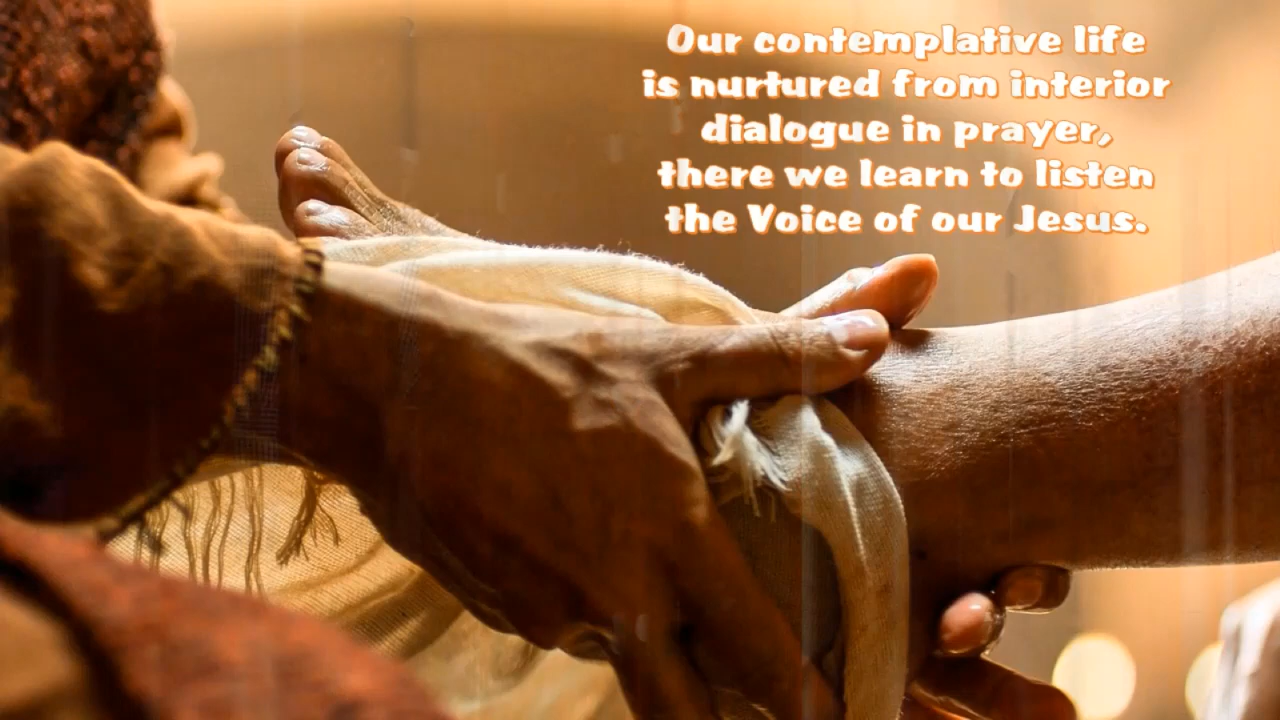 Our contemplative life
is nurtured from interior
dialogue in prayer,
there we learn to listen
the Voice of our Jesus.